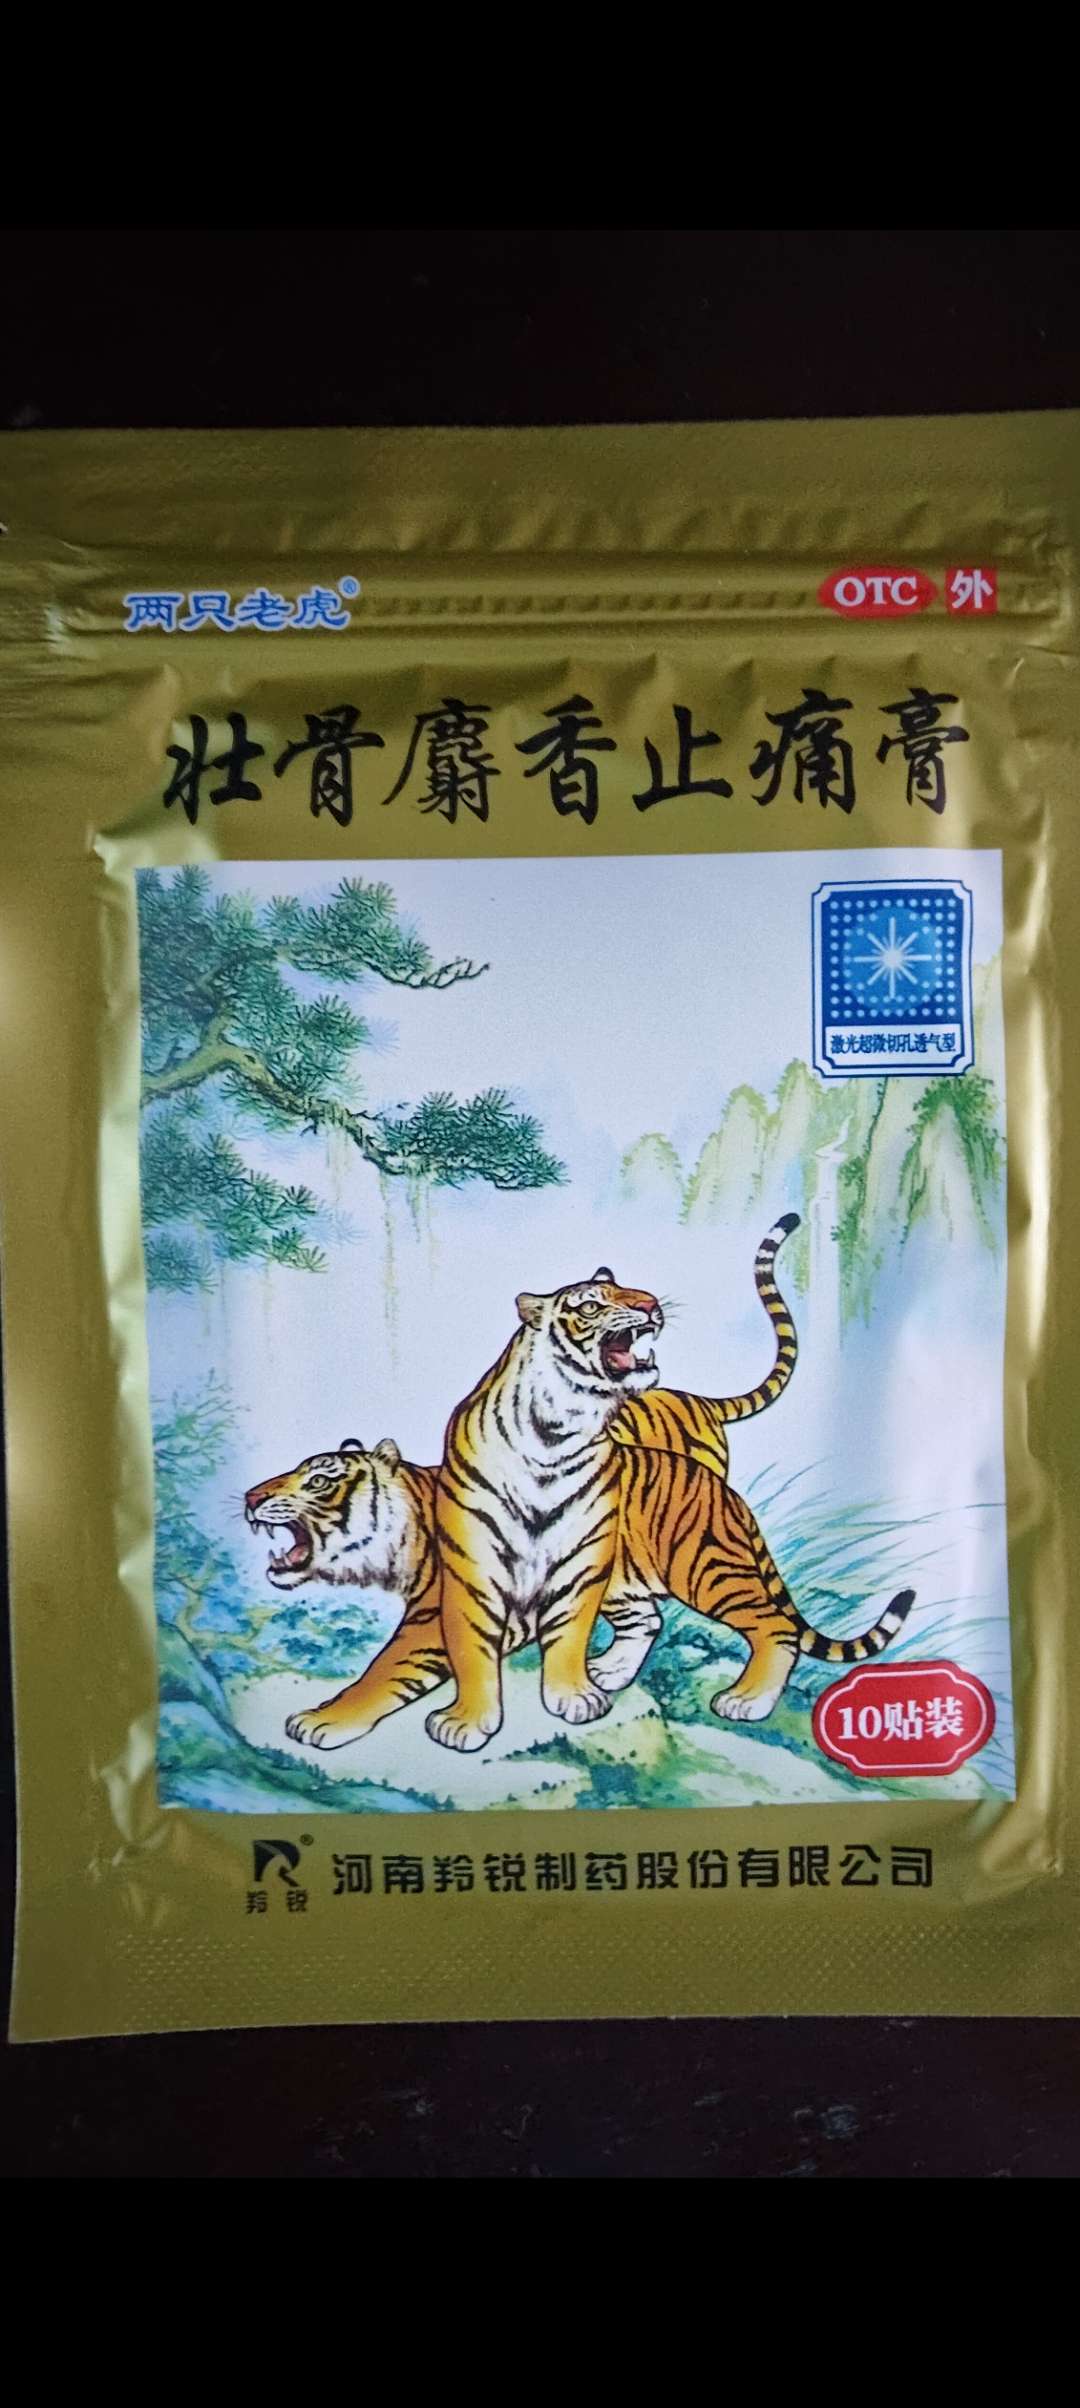 两只老虎®
OTC 外
壮骨麝香止痛膏
激光超微切孔透气型
10贴装
®
羚锐
河南羚锐制药股份有限公司